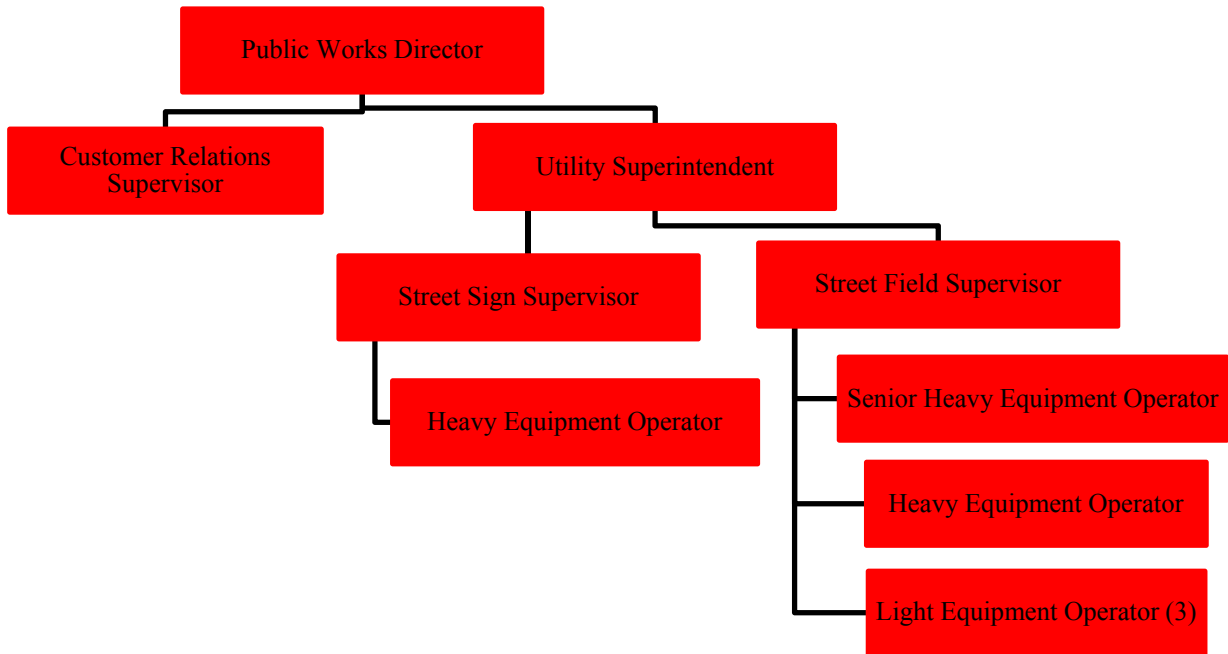 Public Works Director
Customer Relations
Supervisor
Utility Superintendent
Street Sign Supervisor
Street Field Supervisor
Heavy Equipment Operator
Senior Heavy Equipment Operator
Heavy Equipment Operator
Light Equipment Operator (3)